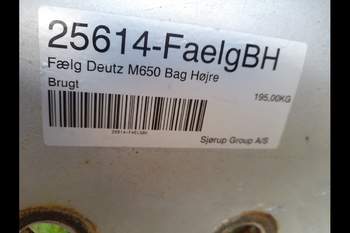 25614-FaelgBH
Fælg Deutz M650 Bag Højre
Brugt
195,00KG
Sjørup Group A/S